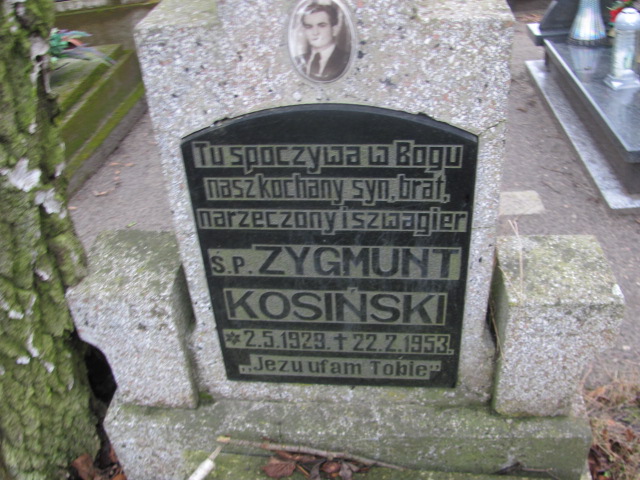 Tu spoczywa w Bogu
nasz kochany syn, brat,
narzeczony i szwagier
Ś.P. ZYGMUNT
KOSIŃSKI
* 2.5.1929. † 22.2.1953.
„Jezu ufam Tobie"